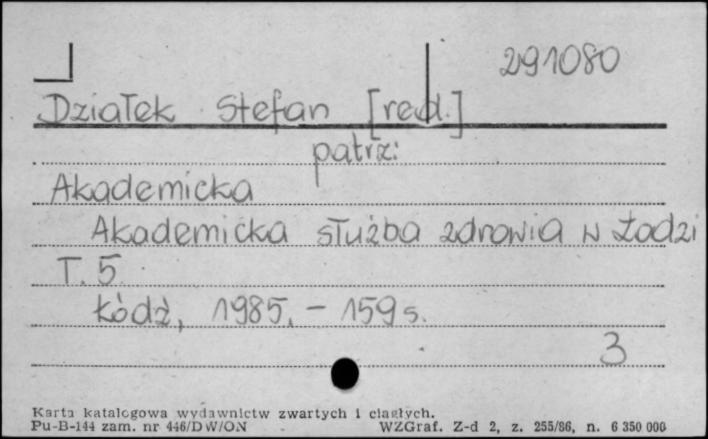 291080
Działek Stefan [red.]
patrz:
Akademicka
Akademicka służba zdrowia w Łodzi
T. 5
Łódź, 1985. - 159 s.
3
Karta katalogowa wydawnictw zwartych i ciągłych.
Pu-B-144 zam. nr 446/DW/ON WZGraf. Z-d 2, z. 255/86, n. 6 350 000